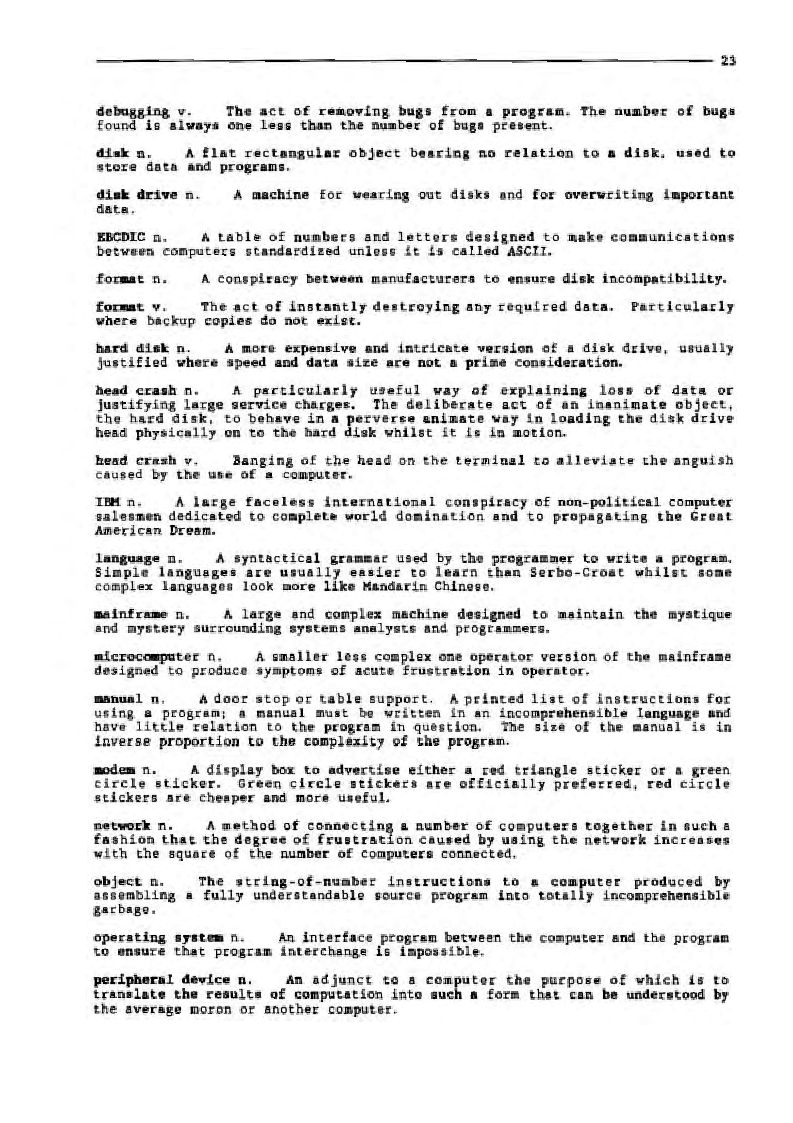 23
debugging v. The act of removing bugs from a program. The number of bugs
found is always one less than the number of bugs present.
disk n. A flat rectangular object bearing no relation to a disk, used to
store data and programs.
disk drive n. A machine for wearing out disks and for overwriting important
data.
EBCDIC n. A table of numbers and letters designed to make communications
between computers standardized unless it is called ASCII.
format n. A conspiracy between manufacturers to ensure disk incompatibility.
format v. The act of instantly destroying any required data. Particularly
where backup copies do not exist.
hard disk n. A more expensive and intricate version of a disk drive, usually
justified where speed and data size are not a prime consideration.
head crash n. A particularly useful way of explaining loss of data or
justifying large service charges. The deliberate act of an inanimate object,
the hard disk, to behave in a perverse animate way in loading the disk drive
head physically on to the hard disk whilst it is in motion.
head crash v. Banging of the head on the terminal to alleviate the anguish
caused by the use of a computer.
IBM n. A large faceless international conspiracy of non-political computer
salesmen dedicated to complete world domination and to propagating the Great
American Dream.
language n. A syntactical grammar used by the programmer to write a program.
Simple languages are usually easier to learn than Serbo-Croat whilst some
complex languages look more like Mandarin Chinese.
mainframe n. A large and complex machine designed to maintain the mystique
and mystery surrounding systems analysts and programmers.
microcomputer n. A smaller less complex one operator version of the mainframe
designed to produce symptoms of acute frustration in operator.
manual n. A door stop or table support. A printed list of instructions for
using a program; a manual must be written in an incomprehensible language and
have little relation to the program in question. The size of the manual is in
inverse proportion to the complexity of the program.
modem n. A display box to advertise either a red triangle sticker or a green
circle sticker. Green circle stickers are officially preferred, red circle
stickers are cheaper and more useful.
network n. A method of connecting a number of computers together in such a
fashion that the degree of frustration caused by using the network increases
with the square of the number of computers connected.
object n. The string-of-number instructions to a computer produced by
assembling a fully understandable source program into totally incomprehensible
garbage.
operating system n. An interface program between the computer and the program
to ensure that program interchange is impossible.
peripheral device n. An adjunct to a computer the purpose of which is to
translate the results of computation into such a form that can be understood by
the average moron or another computer.